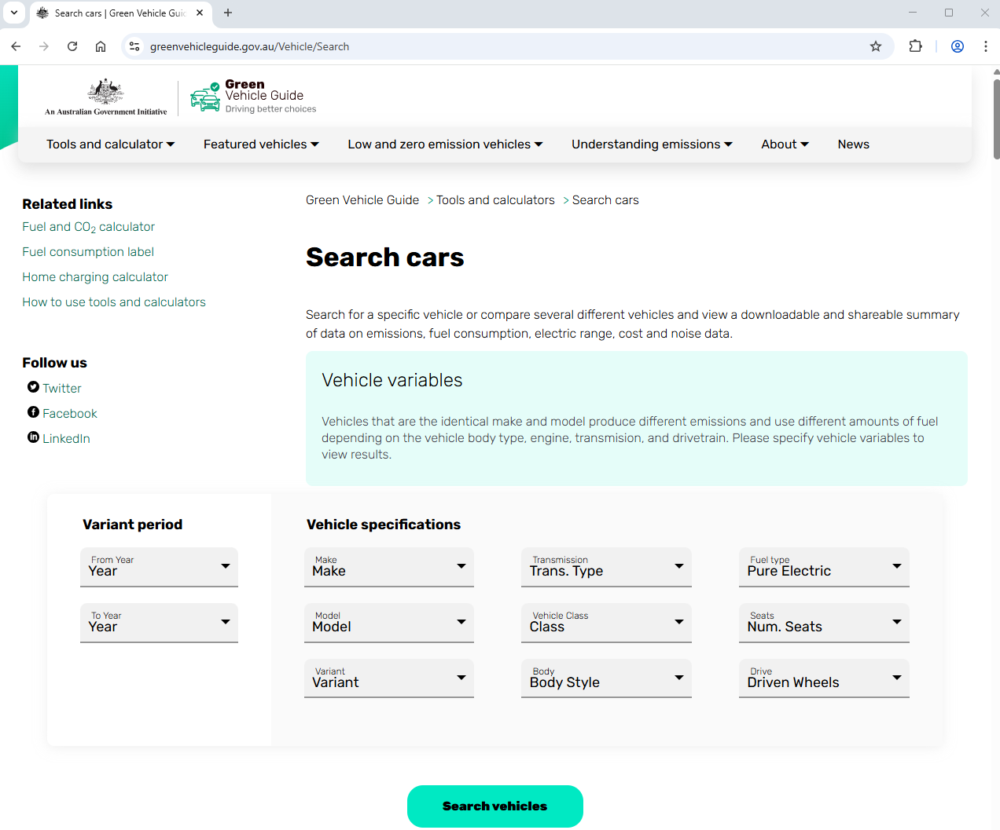 Search cars | Green Vehicle Gui
greenvehicleguide.gov.au/Vehicle/Search
An Australian Government Initiative
Green
Vehicle Guide
Driving better choices
Tools and calculator
Featured vehicles
Low and zero emission vehicles
Understanding emissions
About
News
Related links
Fuel and CO2 calculator
Fuel consumption label
Home charging calculator
How to use tools and calculators
Follow us
Twitter
Facebook
LinkedIn
Green Vehicle Guide > Tools and calculators > Search cars
Search cars
Search for a specific vehicle or compare several different vehicles and view a downloadable and shareable summary
of data on emissions, fuel consumption, electric range, cost and noise data.
Vehicle variables
Vehicles that are the identical make and model produce different emissions and use different amounts of fuel
depending on the vehicle body type, engine, transmision, and drivetrain. Please specify vehicle variables to
view results.
Variant period
From Year
Year
To Year
Year
Vehicle specifications
Make
Make
Transmission
Trans. Type
Fuel type
Pure Electric
Model
Model
Vehicle Class
Class
Seats
Num. Seats
Variant
Variant
Body
Body Style
Drive
Driven Wheels
Search vehicles